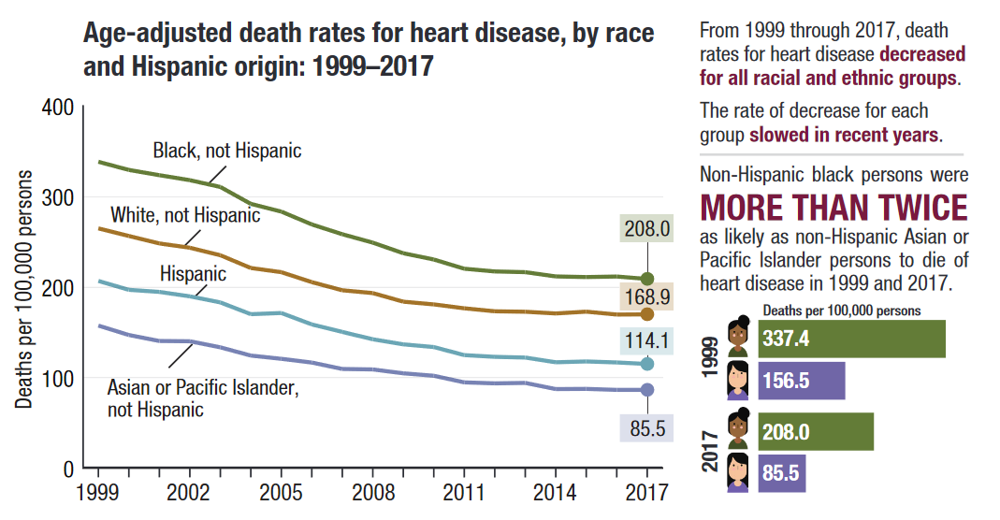 Age-adjusted death rates for heart disease, by race
and Hispanic origin: 1999–2017
Deaths per 100,000 persons
400
300
200
100
0
Black, not Hispanic
White, not Hispanic
Hispanic
Asian or Pacific Islander,
not Hispanic
208.0
168.9
114.1
85.5
1999
2002
2005
2008
2011
2014
2017
From 1999 through 2017, death
rates for heart disease decreased
for all racial and ethnic groups.
The rate of decrease for each
group slowed in recent years.
Non-Hispanic black persons were
MORE THAN TWICE
as likely as non-Hispanic Asian or
Pacific Islander persons to die of
heart disease in 1999 and 2017.
Deaths per 100,000 persons
1999
337.4
156.5
2017
208.0
85.5